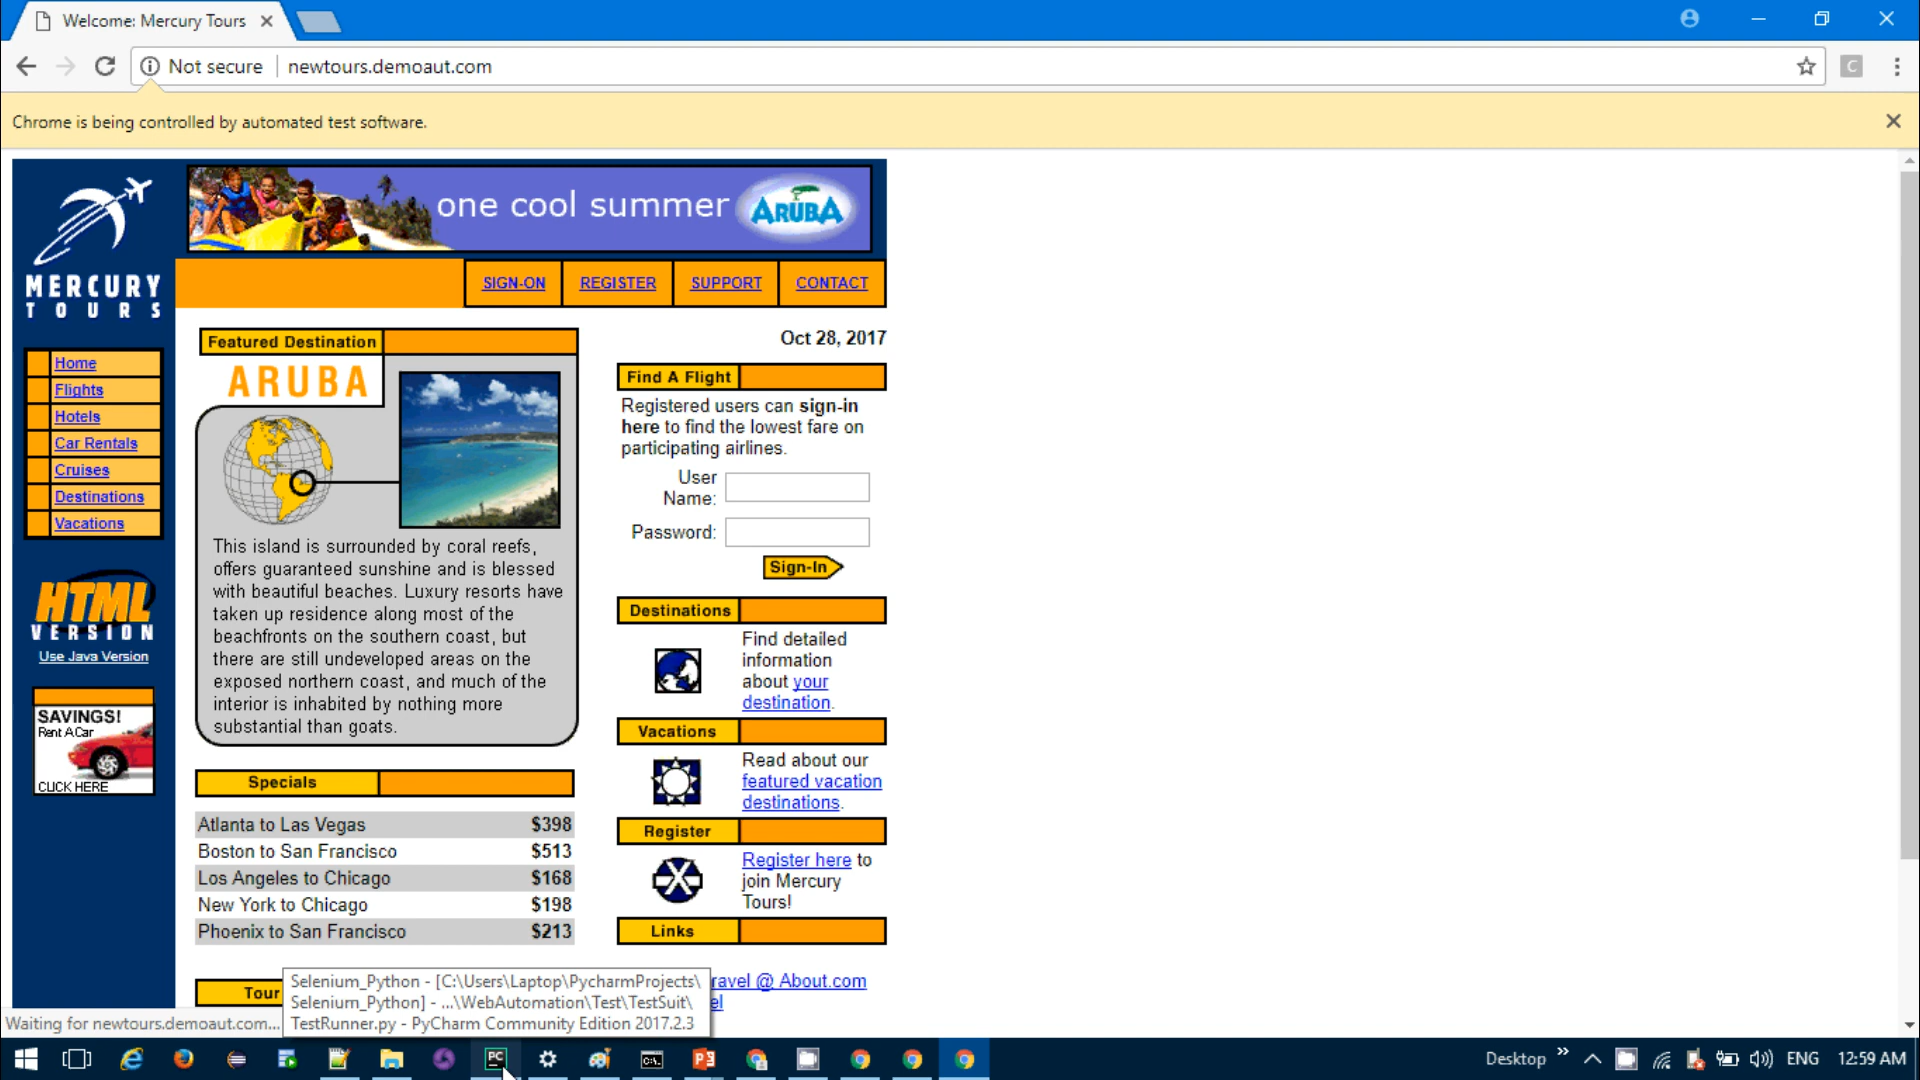 Welcome: Mercury Tours
Not secure
newtours.demoaut.com
C
Chrome is being controlled by automated test software.
one cool summer
ARUBA
MERCURY
TOURS
SIGN-ON
REGISTER
SUPPORT
CONTACT
Oct 28, 2017
Home
Flights
Hotels
Car Rentals
Cruises
Destinations
Vacations
HTML
VERSION
Use Java Version
SAVINGS!
Rent A Car
CLICK HERE
Featured Destination
ARUBA
This island is surrounded by coral reefs,
offers guaranteed sunshine and is blessed
with beautiful beaches. Luxury resorts have
taken up residence along most of the
beachfronts on the southern coast, but
there are still undeveloped areas on the
exposed northern coast, and much of the
interior is inhabited by nothing more
substantial than goats.
Specials
Atlanta to Las Vegas $398
Boston to San Francisco $513
Los Angeles to Chicago $168
New York to Chicago $198
Phoenix to San Francisco $213
Tour
Find A Flight
Registered users can sign-in
here to find the lowest fare on
participating airlines.
User
Name:
Password:
Sign-In
Destinations
Find detailed
information
about your
destination.
Vacations
Read about our
featured vacation
destinations.
Register
Register here to
join Mercury
Tours!
Links
ravel @ About.com
el
Selenium_Python - [C:\Users\Laptop\PycharmProjects\
Selenium_Python] - ...\WebAutomation\Test\TestSuit\
TestRunner.py - PyCharm Community Edition 2017.2.3
Waiting for newtours.demoaut.com...
PC
Desktop
ENG
12:59 AM